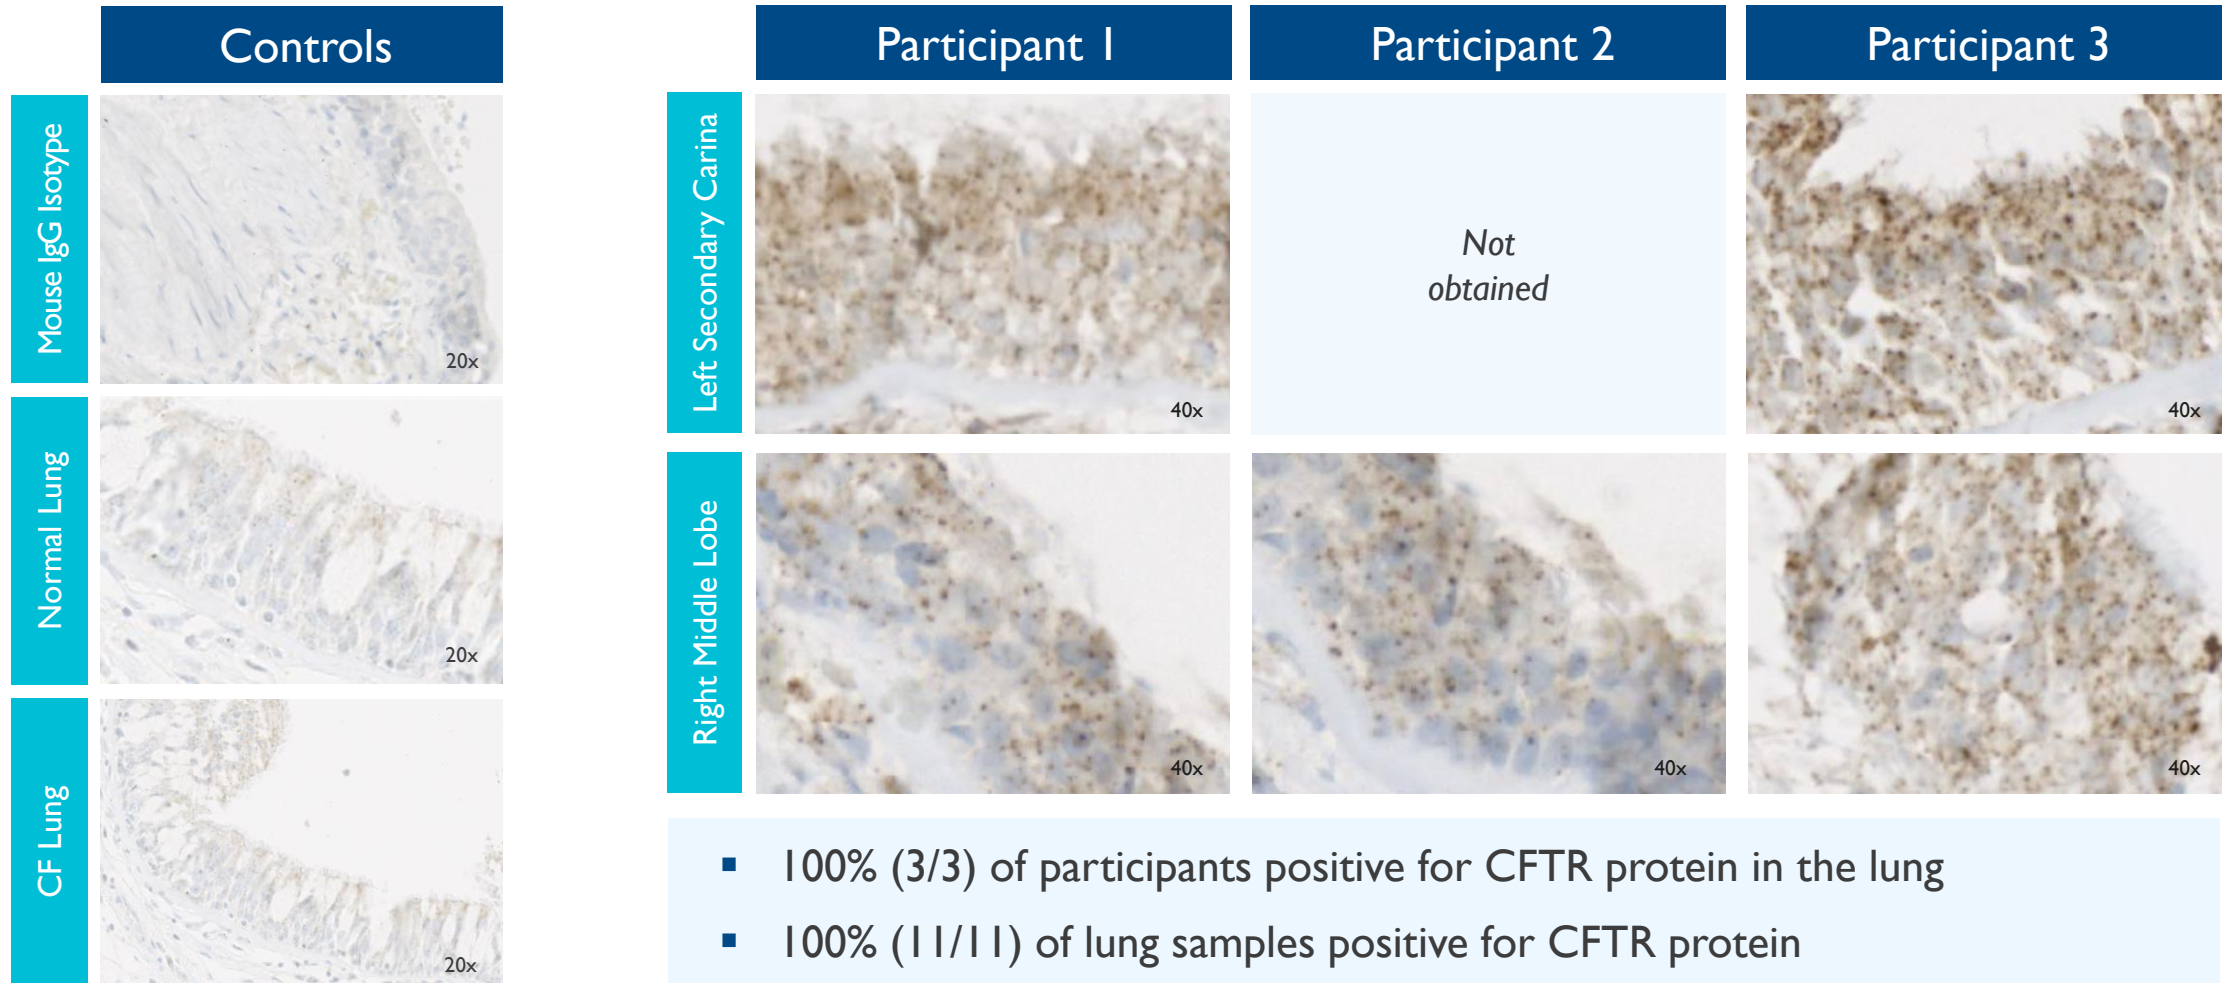 Controls
Mouse IgG Isotype
20x
Normal Lung
20x
CF Lung
20x
Participant 1
Participant 2
Participant 3
Left Secondary Carina
40x
Not
obtained
40x
Right Middle Lobe
40x
40x
40x
▪ 100% (3/3) of participants positive for CFTR protein in the lung
▪ 100% (11/11) of lung samples positive for CFTR protein